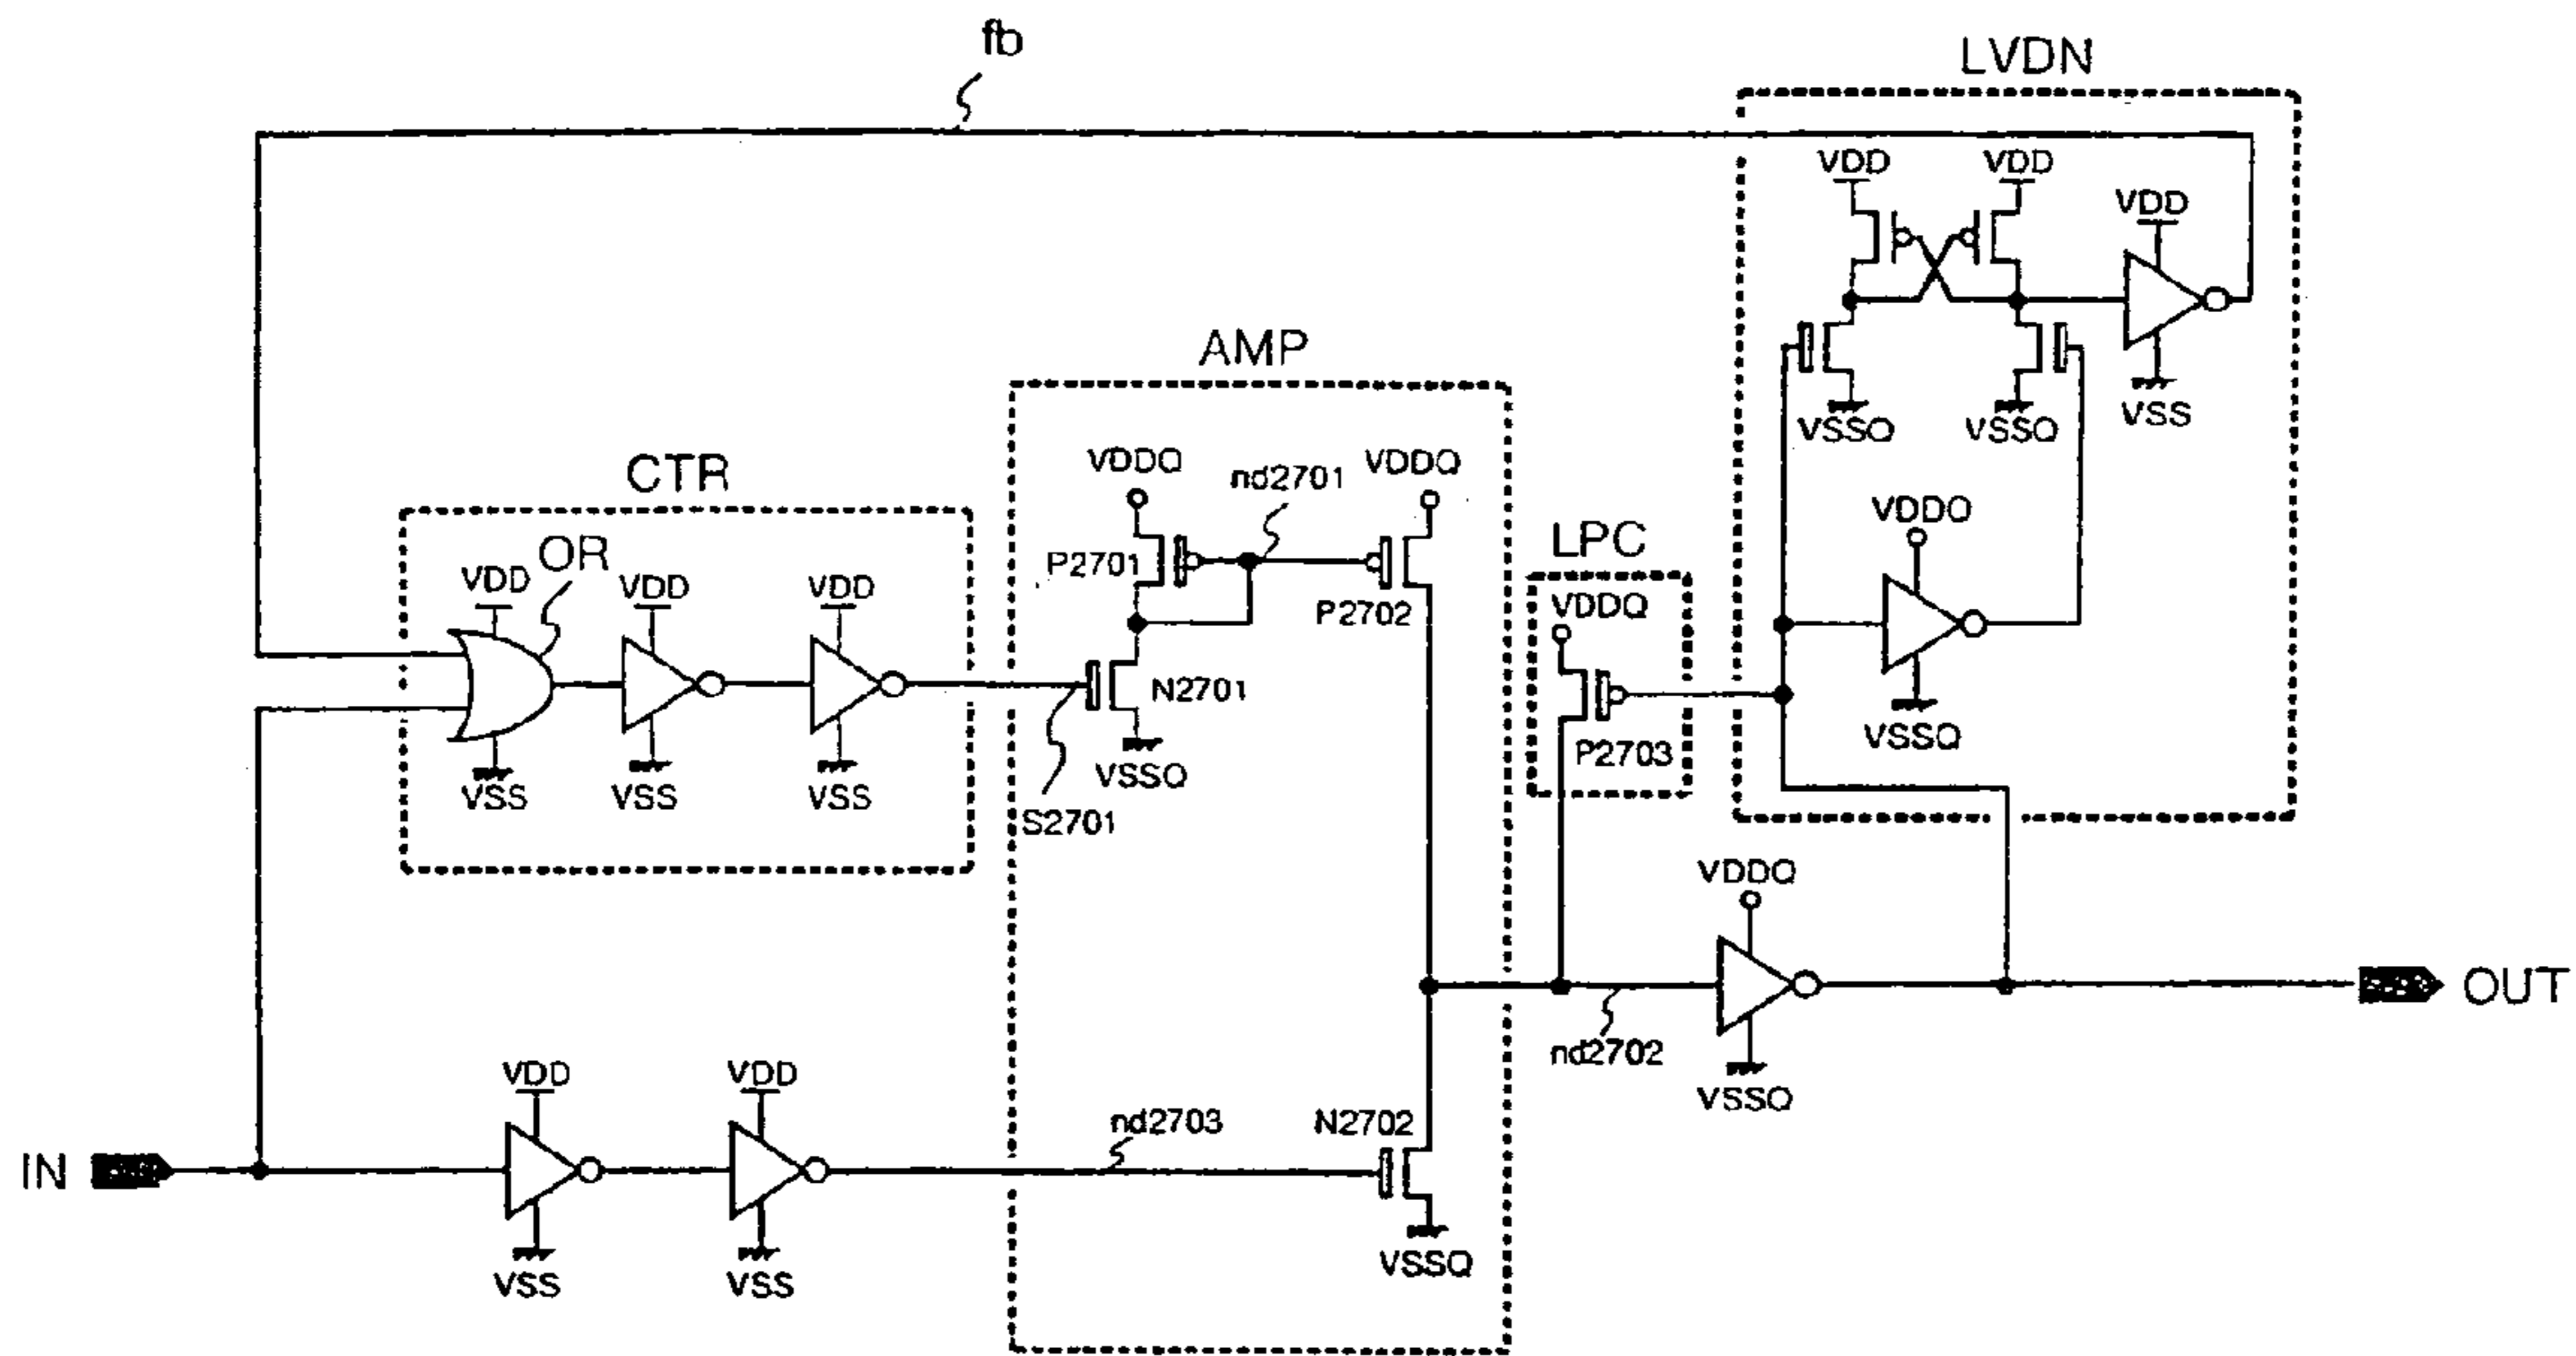 fb
LVDN
VDD
VDD
VDD
AMP
VSSQ
VSSQ
VSS
CTR
VDDQ
nd2701
VDDQ
VDDQ
OR
VDD
VDD
VDD
P2701
P2702
LPC
VDDQ
N2701
VSSQ
P2703
VSSQ
VSS
VSS
VSS
S2701
VDDQ
OUT
nd2702
VSSQ
VDD
VDD
nd2703
N2702
IN
VSS
VSS
VSSQ